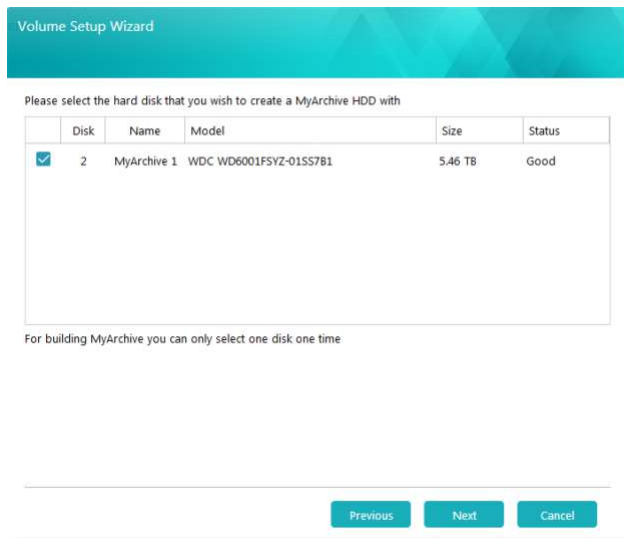 Volume Setup Wizard
Please select the hard disk that you wish to create a MyArchive HDD with
Disk Name Model Size Status
2 MyArchive 1 WDC WD6001FSYZ-01SS7B1 5.46 TB Good
For building MyArchive you can only select one disk one time
Previous Next Cancel